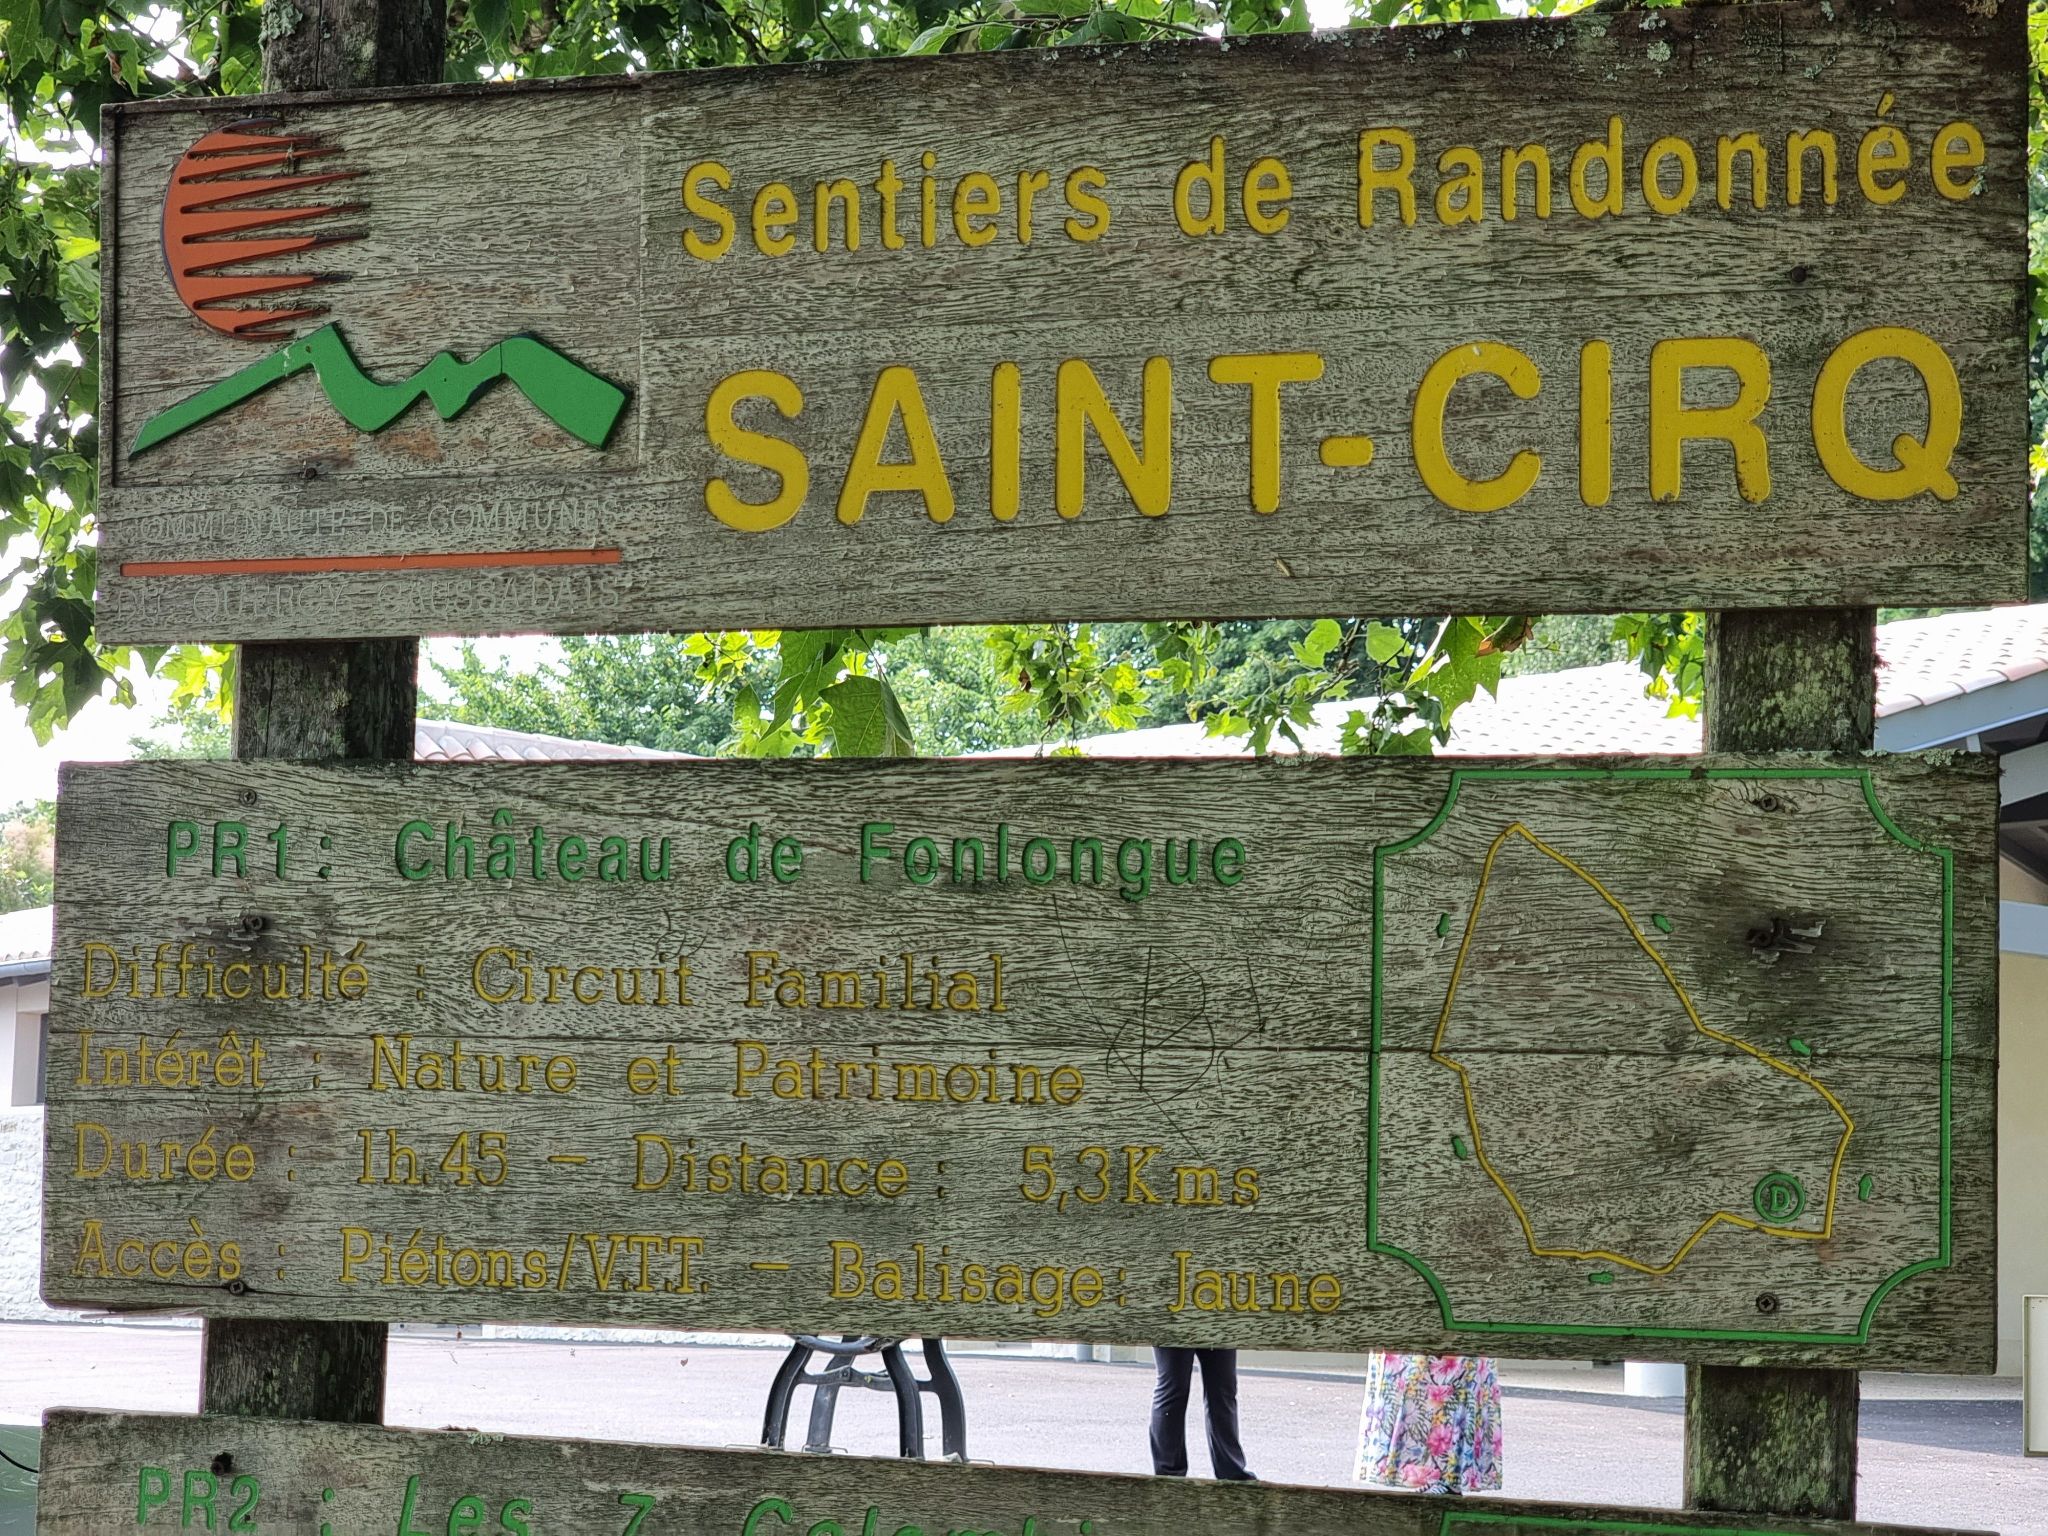 Sentiers de Randonnée
SAINT-CIRQ
COMMUNAUTE DE COMMUNES
DU QUERCY CAUSSADAIS
PR1 : Château de Fonlongue
Difficulté : Circuit Familial
Intérêt : Nature et Patrimoine
Durée : 1h.45 - Distance : 5,3Kms
Accès : Piétons/V.T.T. - Balisage: Jaune
D
PR2 : Les 7